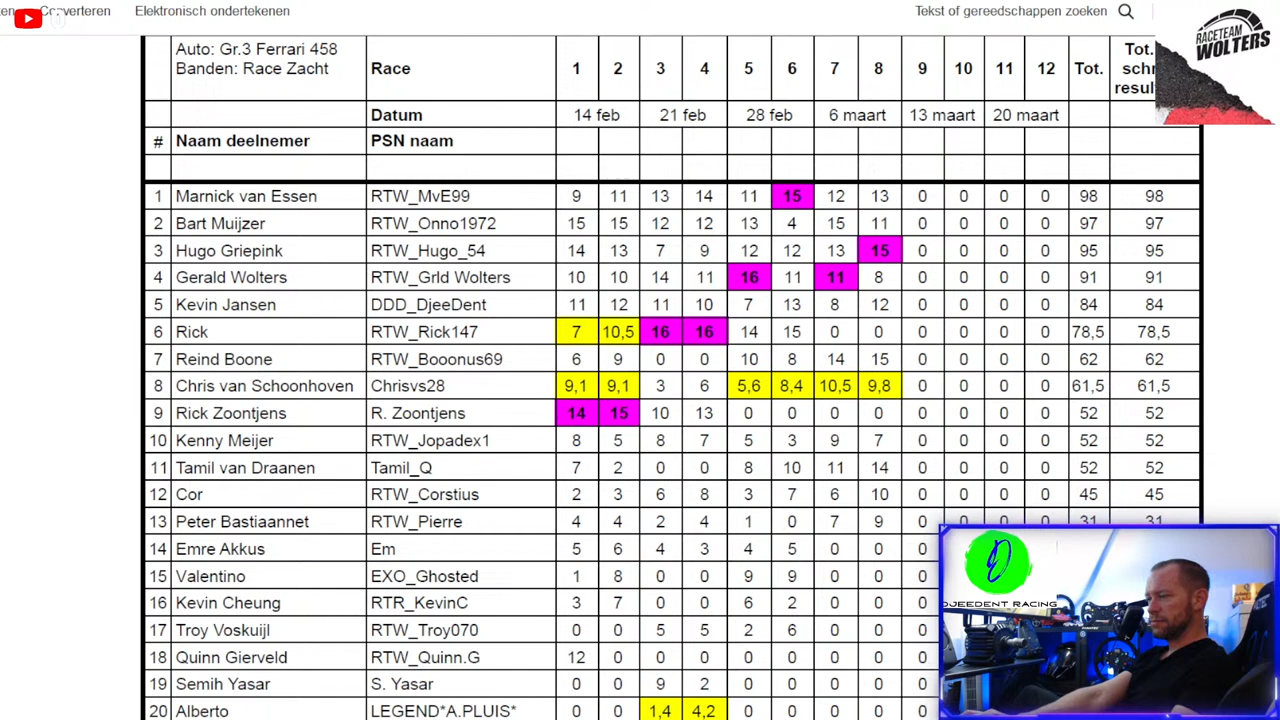 Converteren Elektronisch ondertekenen Tekst of gereedschappen zoeken
RACETEAM
WOLTERS
Auto: Gr.3 Ferrari 458
Banden: Race Zacht
Race 1 2 3 4 5 6 7 8 9 10 11 12 Tot. Tot.
Datum 14 feb 21 feb 28 feb 6 maart 13 maart 20 maart
# Naam deelnemer PSN naam
1 Marnick van Essen RTW_MvE99 9 11 13 14 11 15 12 13 0 0 0 0 98 98
2 Bart Muijzer RTW_Onno1972 15 15 12 12 13 4 15 11 0 0 0 0 97 97
3 Hugo Griepink RTW_Hugo_54 14 13 7 9 12 12 13 15 0 0 0 0 95 95
4 Gerald Wolters RTW_Grld Wolters 10 10 14 11 16 11 11 8 0 0 0 0 91 91
5 Kevin Jansen DDD_DjeeDent 11 12 11 10 7 13 8 12 0 0 0 0 84 84
6 Rick RTW_Rick147 7 10,5 16 16 14 15 0 0 0 0 0 0 78,5 78,5
7 Reind Boone RTW_Booonus69 6 9 0 0 10 8 14 15 0 0 0 0 62 62
8 Chris van Schoonhoven Chrisvs28 9,1 9,1 3 6 5,6 8,4 10,5 9,8 0 0 0 0 61,5 61,5
9 Rick Zoontjens R. Zoontjens 14 15 10 13 0 0 0 0 0 0 0 0 52 52
10 Kenny Meijer RTW_Jopadex1 8 5 8 7 5 3 9 7 0 0 0 0 52 52
11 Tamil van Draanen Tamil_Q 7 2 0 0 8 10 11 14 0 0 0 0 52 52
12 Cor RTW_Corstius 2 3 6 8 3 7 6 10 0 0 0 0 45 45
13 Peter Bastiaannet RTW_Pierre 4 4 2 4 1 0 7 9 0 0 0 0 31 31
14 Emre Akkus Em 5 6 4 3 4 5 0 0 0
15 Valentino EXO_Ghosted 1 8 0 0 9 9 0 0 0
16 Kevin Cheung RTR_KevinC 3 7 0 0 6 2 0 0 0
17 Troy Voskuijl RTW_Troy070 0 0 5 5 2 6 0 0 0
18 Quinn Gierveld RTW_Quinn.G 12 0 0 0 0 0 0 0 0
19 Semih Yasar S. Yasar 0 0 9 2 0 0 0 0 0
20 Alberto LEGEND*A.PLUIS* 0 0 1,4 4,2 0 0 0 0 0
DJEEDENT RACING